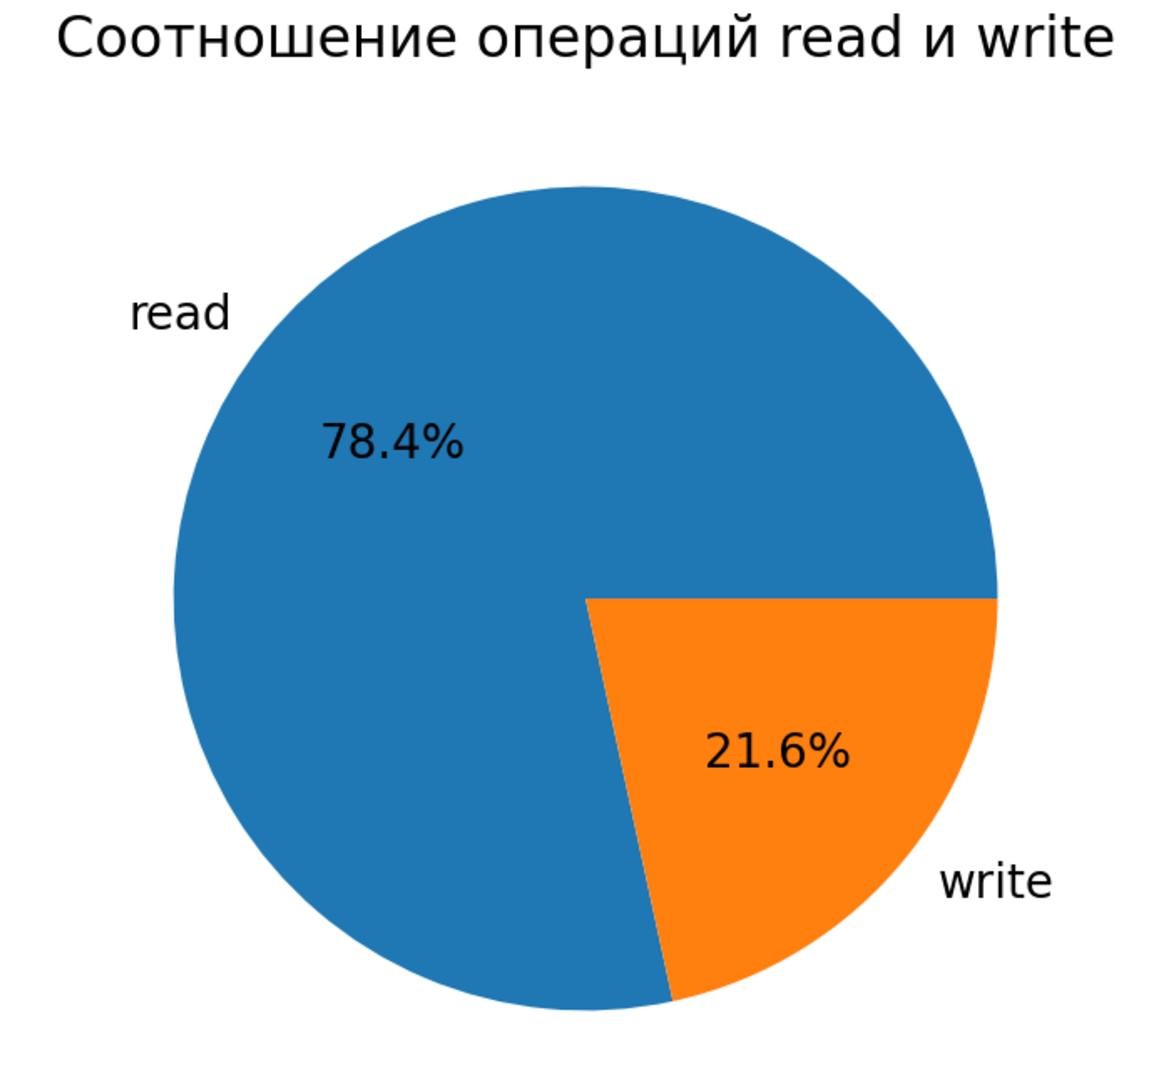 Соотношение операций read и write
read
78.4%
21.6%
write